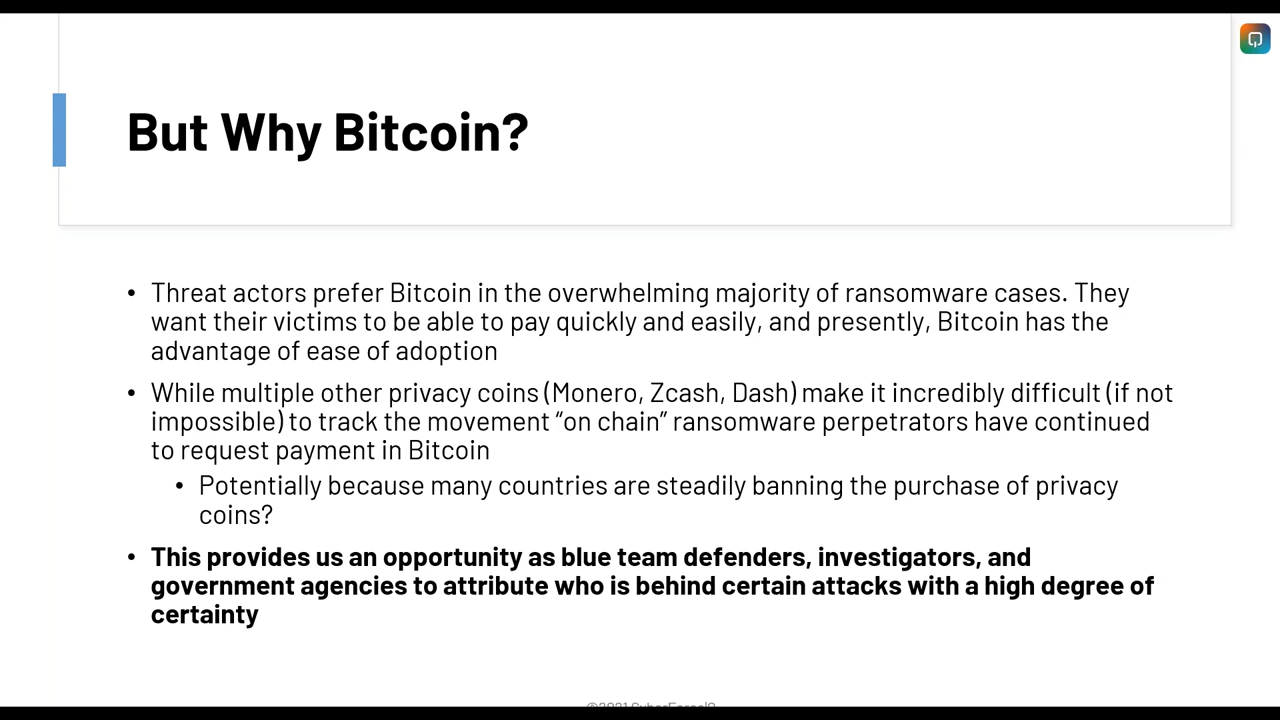 But Why Bitcoin?
• Threat actors prefer Bitcoin in the overwhelming majority of ransomware cases. They
want their victims to be able to pay quickly and easily, and presently, Bitcoin has the
advantage of ease of adoption
• While multiple other privacy coins (Monero, Zcash, Dash) make it incredibly difficult (if not
impossible) to track the movement “on chain” ransomware perpetrators have continued
to request payment in Bitcoin
• Potentially because many countries are steadily banning the purchase of privacy
coins?
• This provides us an opportunity as blue team defenders, investigators, and
government agencies to attribute who is behind certain attacks with a high degree of
certainty